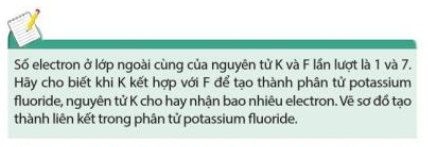 Số electron ở lớp ngoài cùng của nguyên tử K và F lần lượt là 1 và 7.
Hãy cho biết khi K kết hợp với F để tạo thành phân tử potassium
fluoride, nguyên tử K cho hay nhận bao nhiêu electron. Vẽ sơ đồ tạo
thành liên kết trong phân tử potassium fluoride.